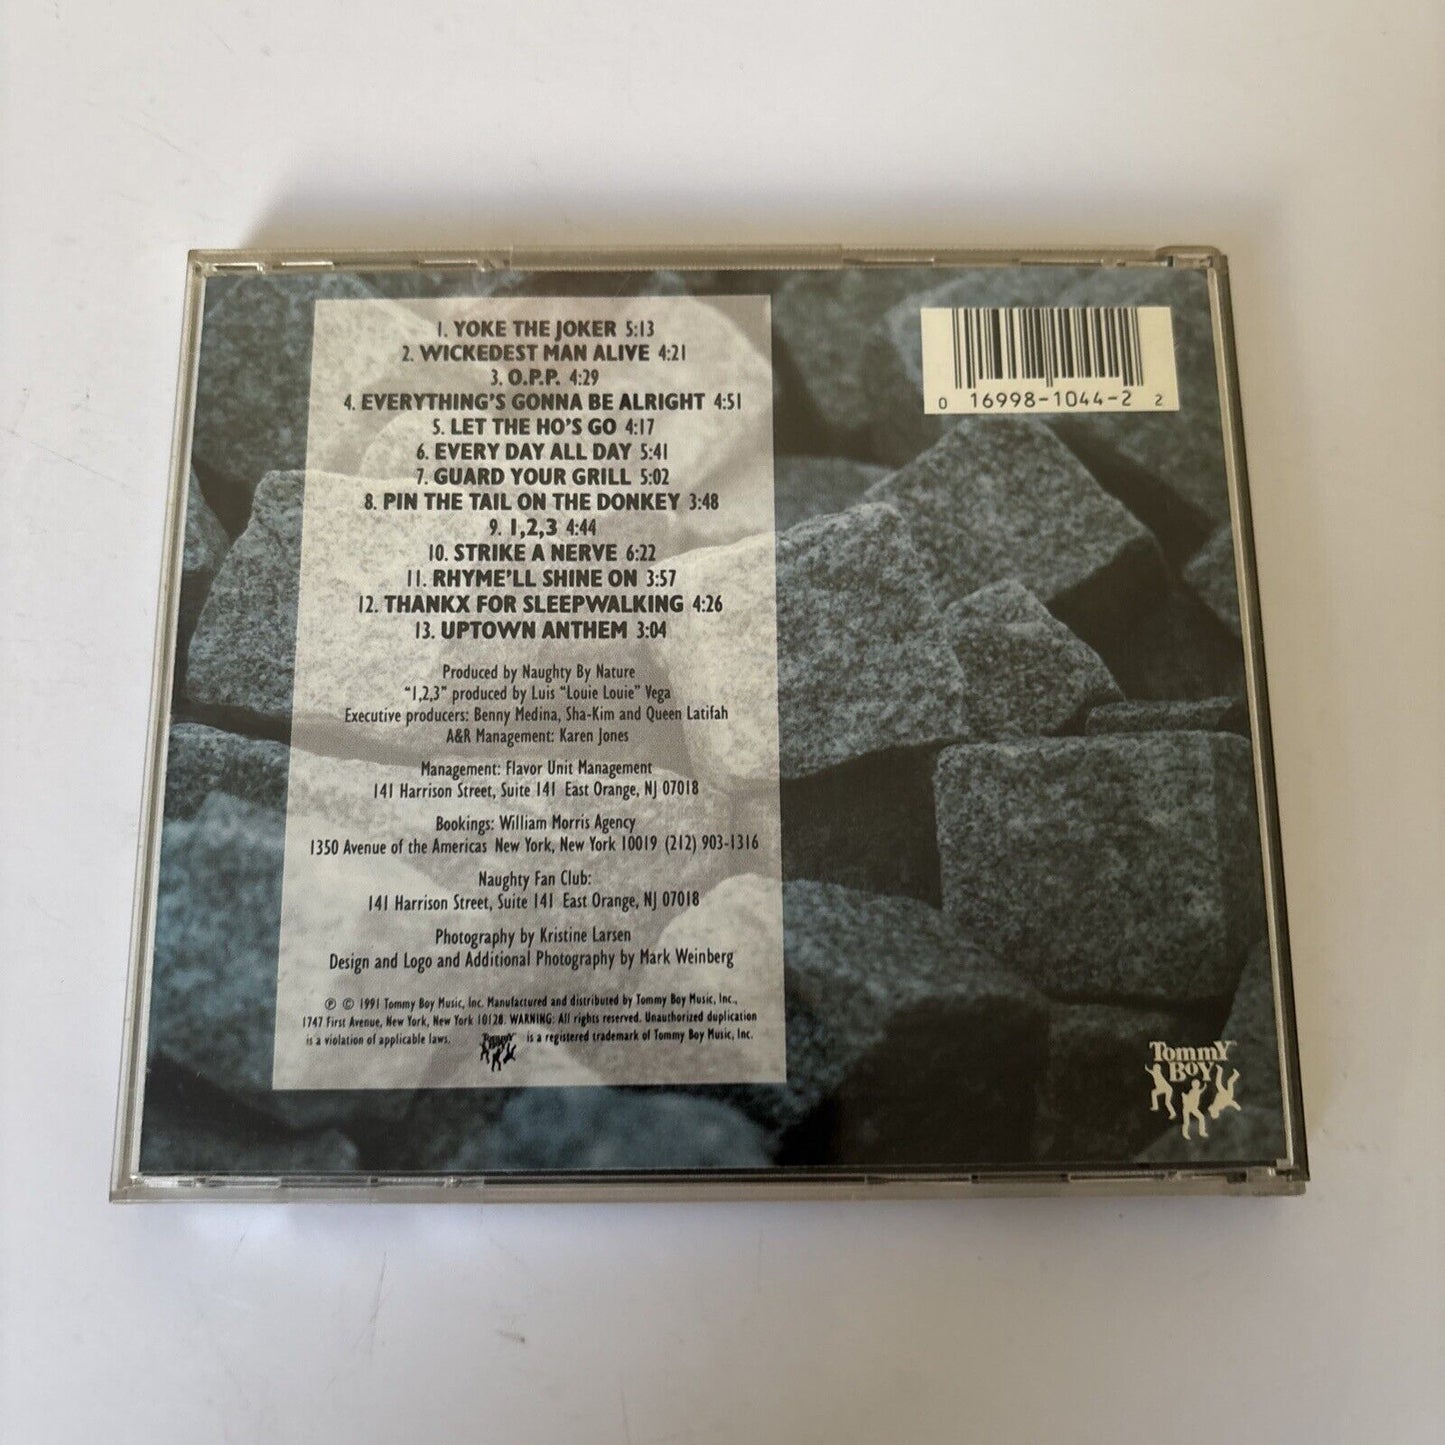 1. YOKE THE JOKER 5:13
2. WICKEDEST MAN ALIVE 4:21
3. O.P.P. 4:29
4. EVERYTHING'S GONNA BE ALRIGHT 4:51
5. LET THE HO'S GO 4:17
6. EVERY DAY ALL DAY 5:41
7. GUARD YOUR GRILL 5:02
8. PIN THE TAIL ON THE DONKEY 3:48
9. 1,2,3 4:44
10. STRIKE A NERVE 6:22
11. RHYME'LL SHINE ON 3:57
12. THANKX FOR SLEEPWALKING 4:26
13. UPTOWN ANTHEM 3:04
Produced by Naughty By Nature
"1,2,3" produced by Luis "Louie Louie" Vega
Executive producers: Benny Medina, Sha-Kim and Queen Latifah
A&R Management: Karen Jones
Management: Flavor Unit Management
141 Harrison Street, Suite 141 East Orange, NJ 07018
Bookings: William Morris Agency
1350 Avenue of the Americas New York, New York 10019 (212) 903-1316
Naughty Fan Club:
141 Harrison Street, Suite 141 East Orange, NJ 07018
Photography by Kristine Larsen
Design and Logo and Additional Photography by Mark Weinberg
℗ © 1991 Tommy Boy Music, Inc. Manufactured and distributed by Tommy Boy Music, Inc.,
1747 First Avenue, New York, New York 10128. WARNING: All rights reserved. Unauthorized duplication
is a violation of applicable laws. Tommy Boy is a registered trademark of Tommy Boy Music, Inc.
0 16998-1044-2 2
Tommy™
Boy